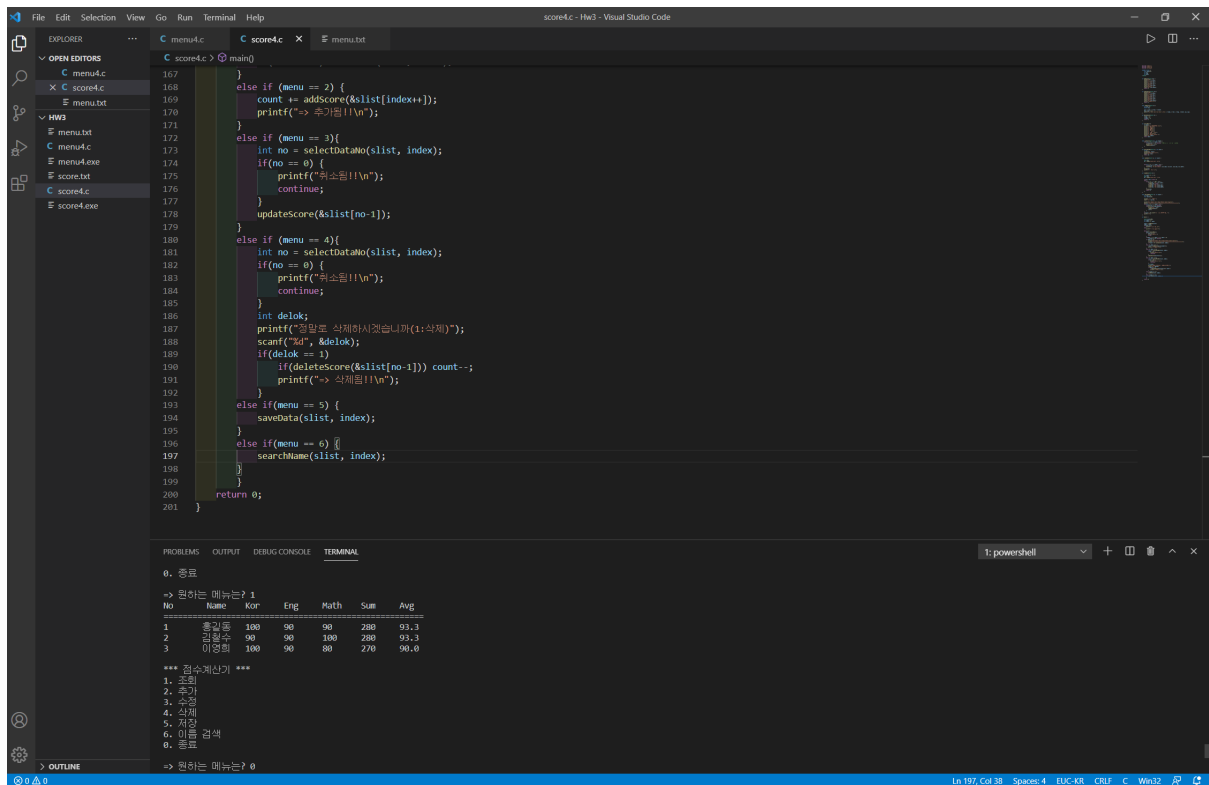 File Edit Selection View Go Run Terminal Help
score4.c - Hw3 - Visual Studio Code
EXPLORER
OPEN EDITORS
menu4.c
score4.c
menu.txt
HW3
menu.txt
menu4.c
menu4.exe
score.txt
score4.c
score4.exe
OUTLINE
menu4.c score4.c menu.txt
score4.c > main()
167 }
168 else if (menu == 2) {
169 count += addScore(&slist[index++]);
170 printf("=> 추가됨!!\n");
171 }
172 else if (menu == 3){
173 int no = selectDataNo(slist, index);
174 if(no == 0) {
175 printf("취소됨!!\n");
176 continue;
177 }
178 updateScore(&slist[no-1]);
179 }
180 else if (menu == 4){
181 int no = selectDataNo(slist, index);
182 if(no == 0) {
183 printf("취소됨!!\n");
184 continue;
185 }
186 int delok;
187 printf("정말로 삭제하시겠습니까(1:삭제)");
188 scanf("%d", &delok);
189 if(delok == 1)
190 if(deleteScore(&slist[no-1])) count--;
191 printf("=> 삭제됨!!\n");
192 }
193 else if(menu == 5) {
194 saveData(slist, index);
195 }
196 else if(menu == 6) {
197 searchName(slist, index);
198 }
199 }
200 return 0;
201 }
PROBLEMS OUTPUT DEBUG CONSOLE TERMINAL
1: powershell
0. 종료
=> 원하는 메뉴는? 1
No Name Kor Eng Math Sum Avg
================================================
1 홍길동 100 90 90 280 93.3
2 김철수 90 90 100 280 93.3
3 이영희 100 90 80 270 90.0
*** 점수계산기 ***
1. 조회
2. 추가
3. 수정
4. 삭제
5. 저장
6. 이름 검색
0. 종료
=> 원하는 메뉴는? 0
0 0
Ln 197, Col 38 Spaces: 4 EUC-KR CRLF C Win32